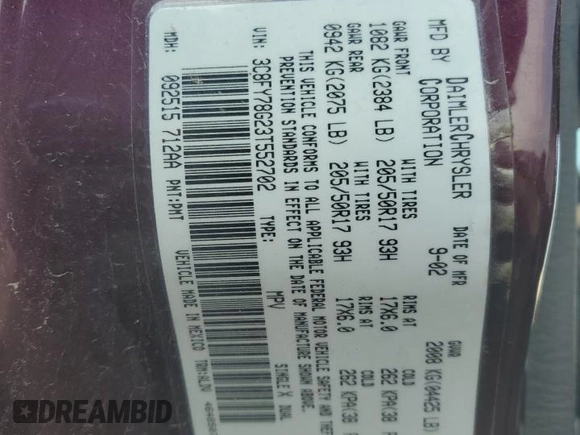 MFD BY DAIMLERCHRYSLER CORPORATION
DATE OF MFR 9-02
GVWR 2008 KG(04425 LB)
GAWR FRONT 1082 KG(2384 LB)
WITH TIRES 205/50R17 93H
RIMS AT 17X6.0
COLD 262 KPA(38
GAWR REAR 0942 KG(2075 LB)
WITH TIRES 205/50R17 93H
RIMS AT 17X6.0
COLD 262 KPA(38
THIS VEHICLE CONFORMS TO ALL APPLICABLE FEDERAL MOTOR VEHICLE SAFETY AND
PREVENTION STANDARDS IN EFFECT ON THE DATE OF MANUFACTURE SHOWN ABOVE.
3C8FY78G23T552702
MPV
SINGLE X DUAL
MDH: 092515 712AA
PNT:PMT
VEHICLE MADE IN MEXICO
DREAMBID